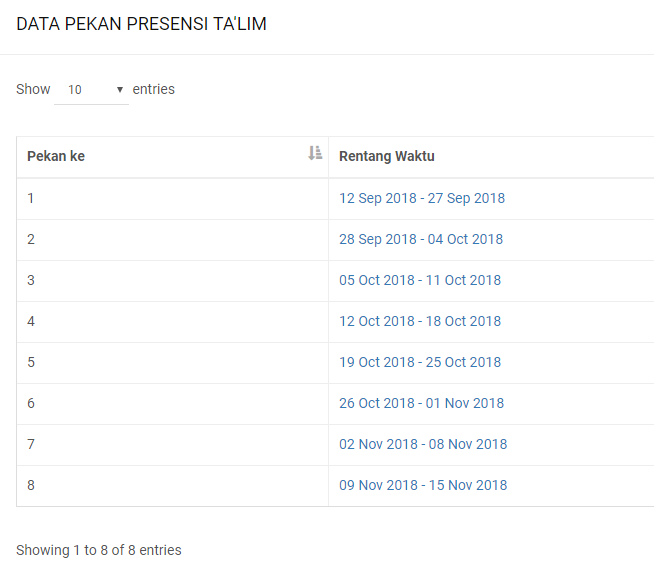 DATA PEKAN PRESENSI TA'LIM
Show 10 entries
Pekan ke Rentang Waktu
1 12 Sep 2018 - 27 Sep 2018
2 28 Sep 2018 - 04 Oct 2018
3 05 Oct 2018 - 11 Oct 2018
4 12 Oct 2018 - 18 Oct 2018
5 19 Oct 2018 - 25 Oct 2018
6 26 Oct 2018 - 01 Nov 2018
7 02 Nov 2018 - 08 Nov 2018
8 09 Nov 2018 - 15 Nov 2018
Showing 1 to 8 of 8 entries